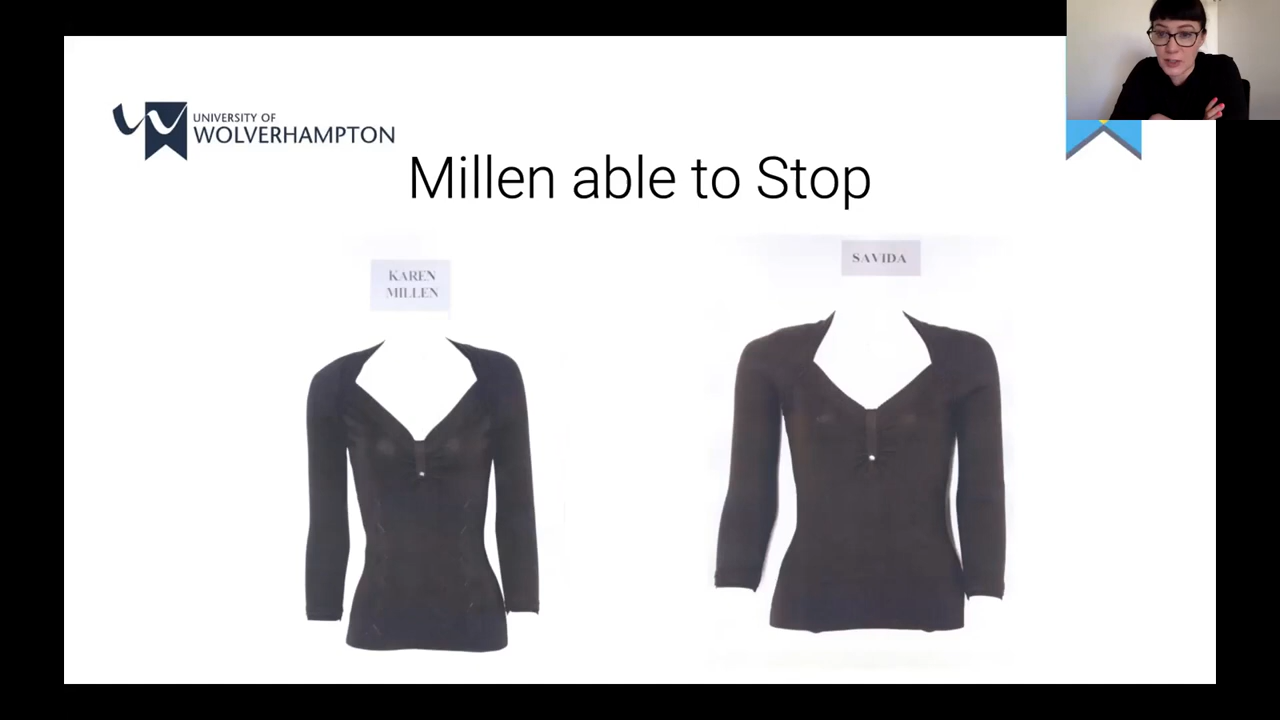 UNIVERSITY OF
WOLVERHAMPTON
Millen able to Stop
KAREN
MILLEN
SAVIDA